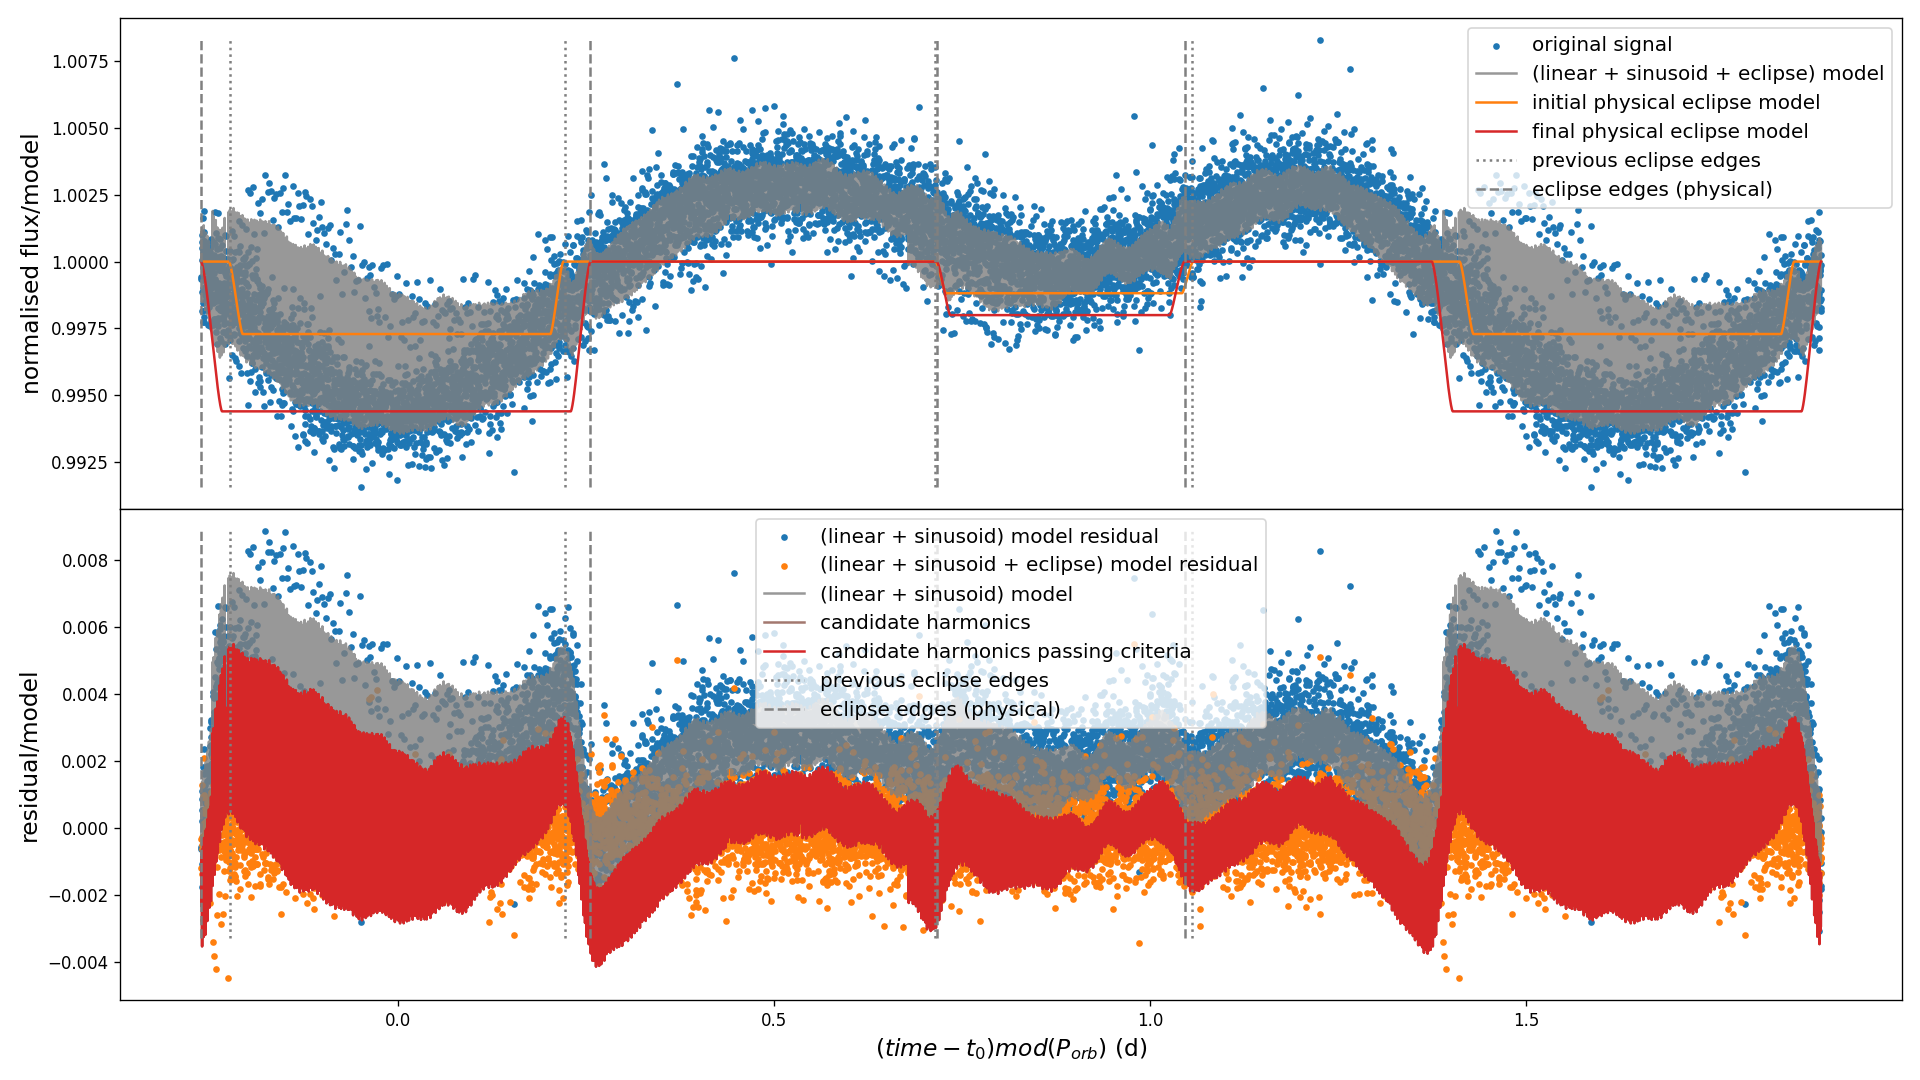 normalised flux/model
1.0075
1.0050
1.0025
1.0000
0.9975
0.9950
0.9925
original signal
(linear + sinusoid + eclipse) model
initial physical eclipse model
final physical eclipse model
previous eclipse edges
eclipse edges (physical)
residual/model
0.008
0.006
0.004
0.002
0.000
−0.002
−0.004
(linear + sinusoid) model residual
(linear + sinusoid + eclipse) model residual
(linear + sinusoid) model
candidate harmonics
candidate harmonics passing criteria
previous eclipse edges
eclipse edges (physical)
0.0 0.5 1.0 1.5
(time − t₀)mod(P_orb) (d)